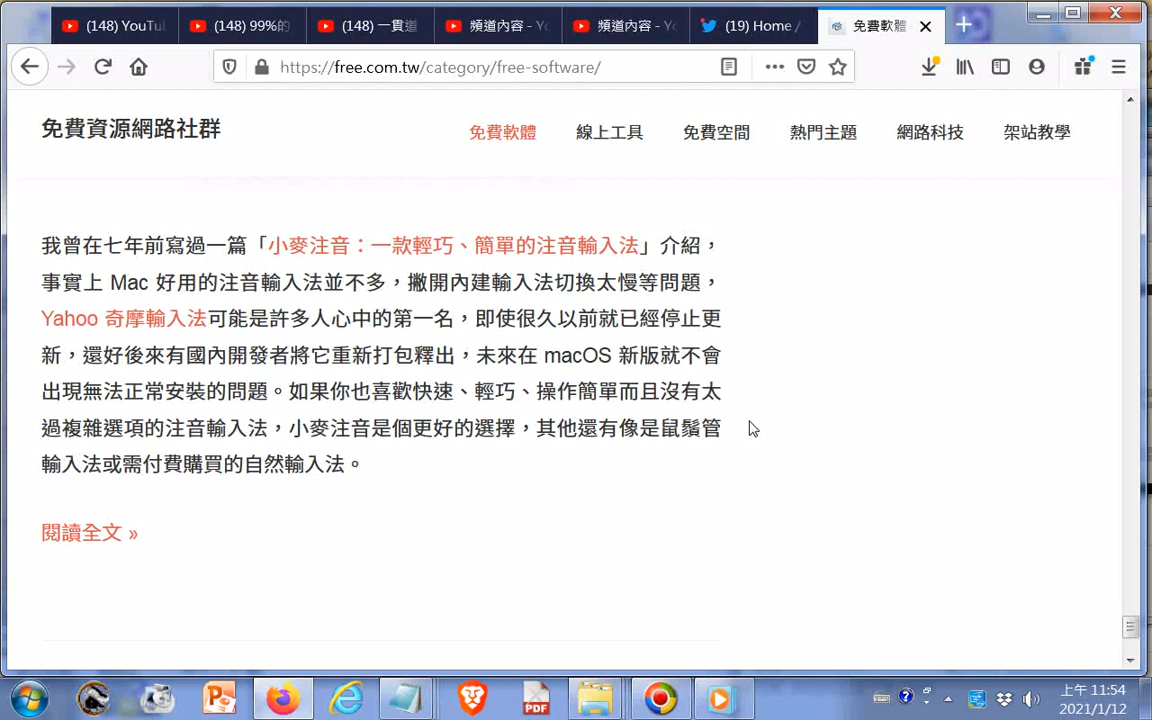 (148) YouTu
(148) 99%的
(148) 一貫道
頻道內容 - Yo
頻道內容 - Yo
(19) Home /
免費軟體
https://free.com.tw/category/free-software/
免費資源網路社群
免費軟體
線上工具
免費空間
熱門主題
網路科技
架站教學
我曾在七年前寫過一篇「小麥注音：一款輕巧、簡單的注音輸入法」介紹，
事實上 Mac 好用的注音輸入法並不多，撇開內建輸入法切換太慢等問題，
Yahoo 奇摩輸入法可能是許多人心中的第一名，即使很久以前就已經停止更
新，還好後來有國內開發者將它重新打包釋出，未來在 macOS 新版就不會
出現無法正常安裝的問題。如果你也喜歡快速、輕巧、操作簡單而且沒有太
過複雜選項的注音輸入法，小麥注音是個更好的選擇，其他還有像是鼠鬚管
輸入法或需付費購買的自然輸入法。
閱讀全文 »
PDF
上午 11:54
2021/1/12